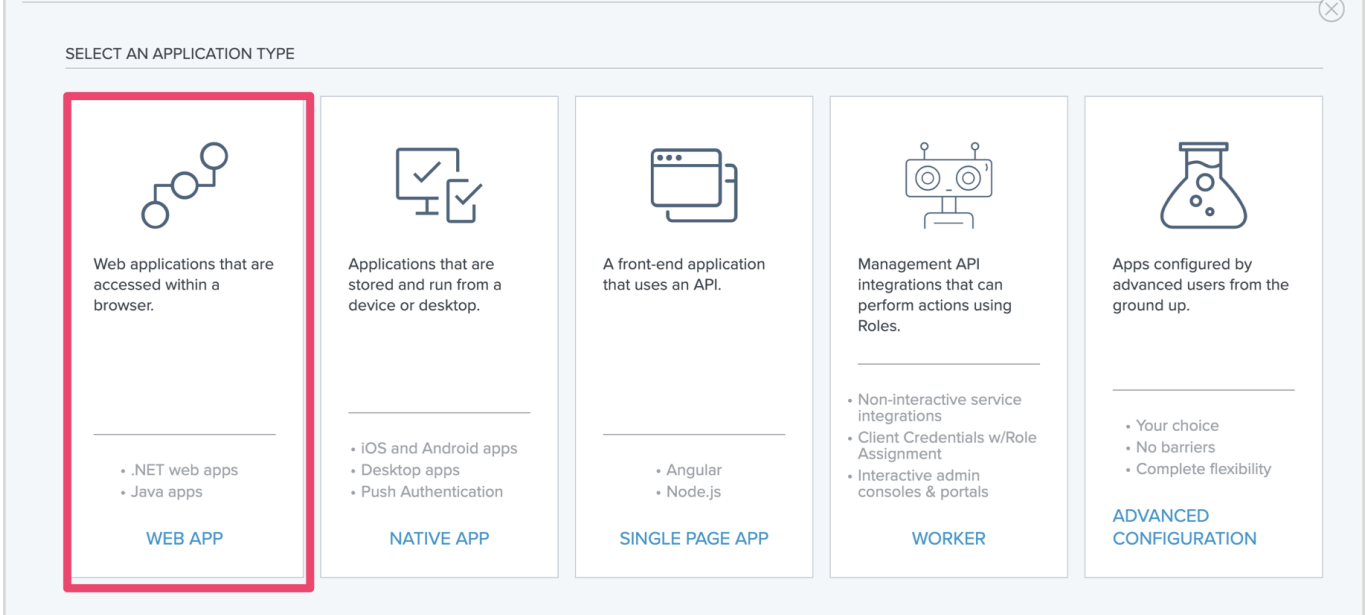 SELECT AN APPLICATION TYPE
Web applications that are
accessed within a
browser.
• .NET web apps
• Java apps
WEB APP
Applications that are
stored and run from a
device or desktop.
• iOS and Android apps
• Desktop apps
• Push Authentication
NATIVE APP
A front-end application
that uses an API.
• Angular
• Node.js
SINGLE PAGE APP
Management API
integrations that can
perform actions using
Roles.
• Non-interactive service
integrations
• Client Credentials w/Role
Assignment
• Interactive admin
consoles & portals
WORKER
Apps configured by
advanced users from the
ground up.
• Your choice
• No barriers
• Complete flexibility
ADVANCED
CONFIGURATION